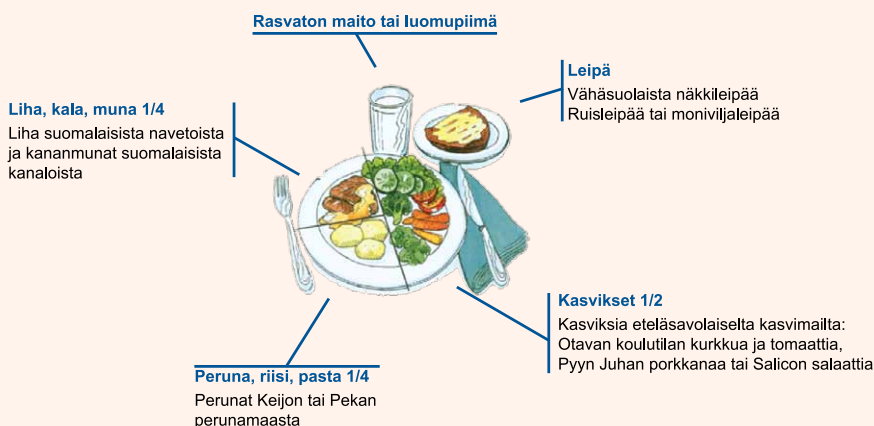 Rasvaton maito tai luomupiimä
Leipä
Vähäsuolaista näkkileipää
Ruisleipää tai moniviljaleipää
Liha, kala, muna 1/4
Liha suomalaisista navetoista
ja kananmunat suomalaisista
kanaloista
Kasvikset 1/2
Kasviksia eteläsavolaiselta kasvimailta:
Otavan koulutilan kurkkua ja tomaattia,
Pyyn Juhan porkkanaa tai Salicon salaattia
Peruna, riisi, pasta 1/4
Perunat Keijon tai Pekan
perunamaasta